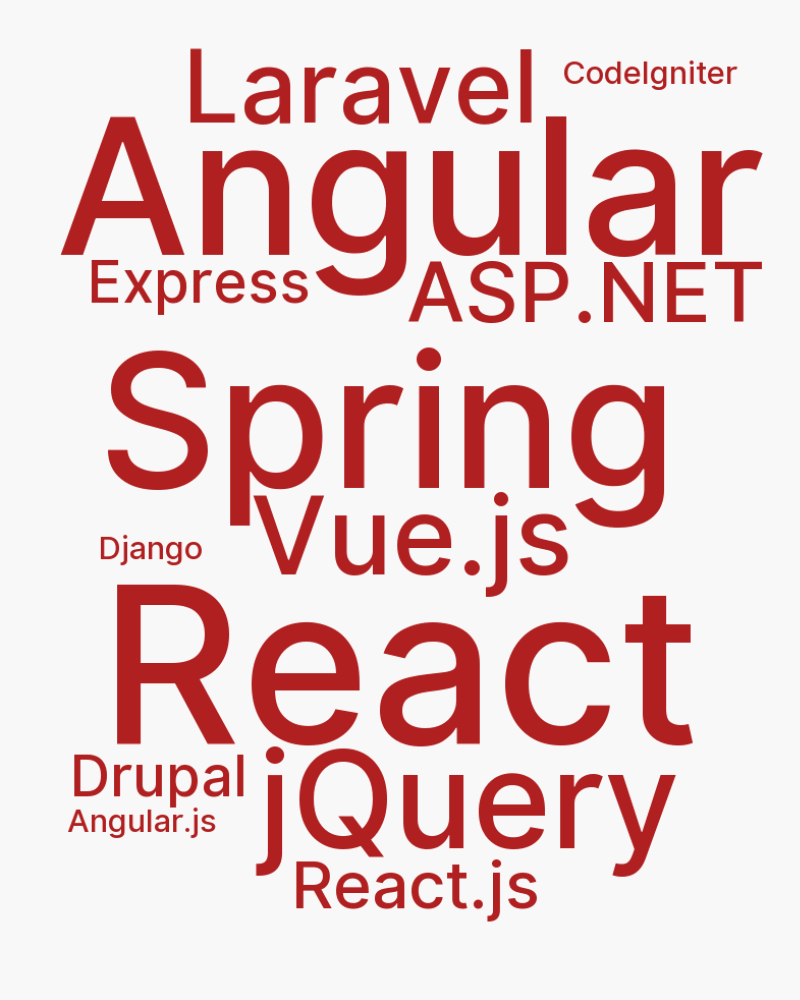 Laravel
CodeIgniter
Angular
Express
ASP.NET
Spring
Vue.js
Django
React
Drupal
jQuery
Angular.js
React.js